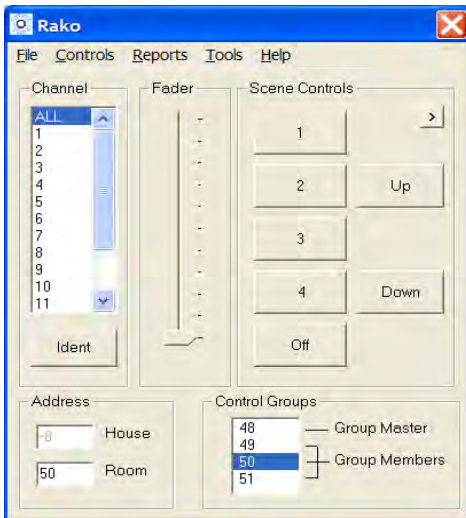 Rako
File Controls Reports Tools Help
Channel
ALL
1
2
3
4
5
6
7
8
9
10
11
Ident
Fader
Scene Controls
>
1
2
Up
3
4
Down
Off
Address
-8 House
50 Room
Control Groups
48
49
50
51
Group Master
Group Members